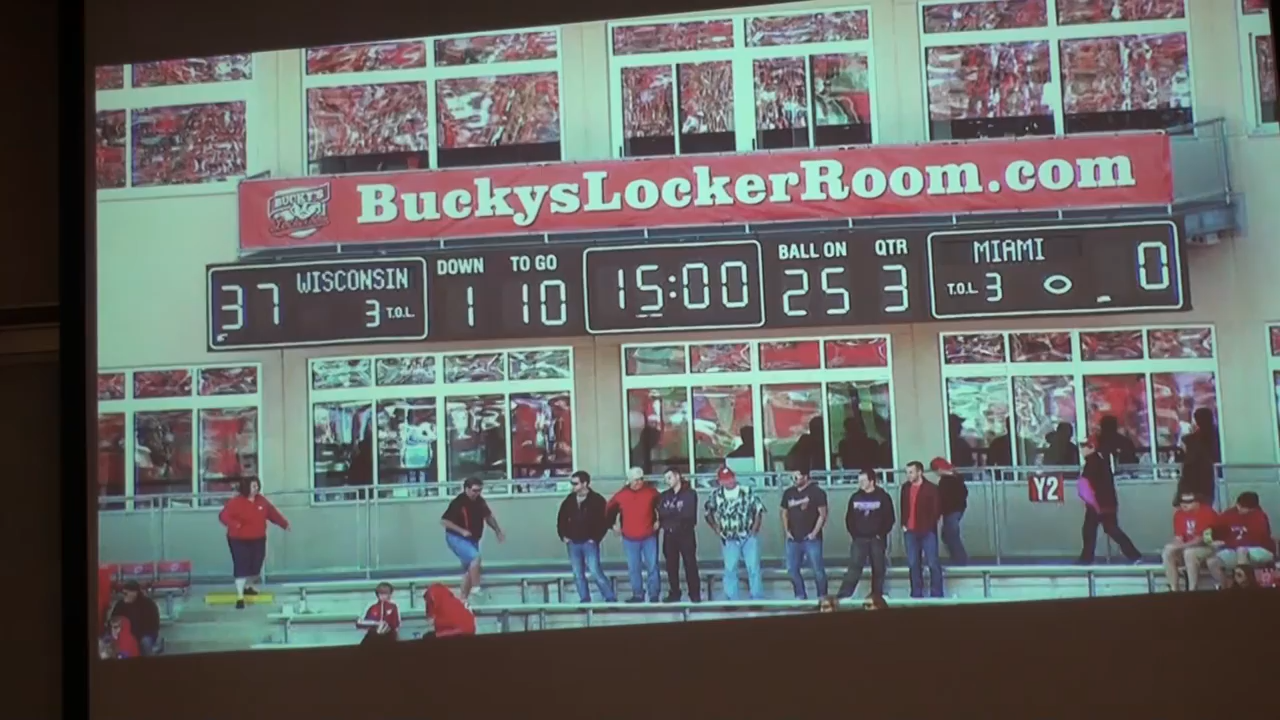 BUCKY'S
BuckysLockerRoom.com
WISCONSIN
37
3 T.O.L.
DOWN
1
TO GO
10
15:00
BALL ON
25
QTR
3
MIAMI
T.O.L. 3
0
Y2